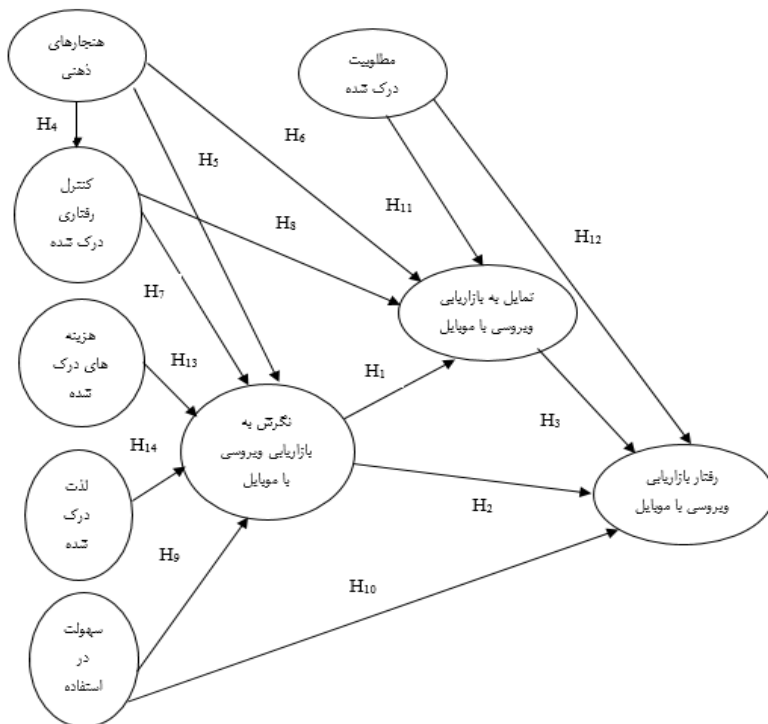 هنجارهای
ذهنی
مطلوبیت
درک شده
H4
H6
H5
کنترل
رفتاری
درک شده
H8
H11
H12
H7
تمایل به بازاریابی
ویروسی با موبایل
هزینه
های درک
شده
H13
H1
نگرش به
بازاریابی ویروسی
با موبایل
H3
H14
لذت
درک
شده
رفتار بازاریابی
ویروسی با موبایل
H2
H9
H10
سهولت
در
استفاده